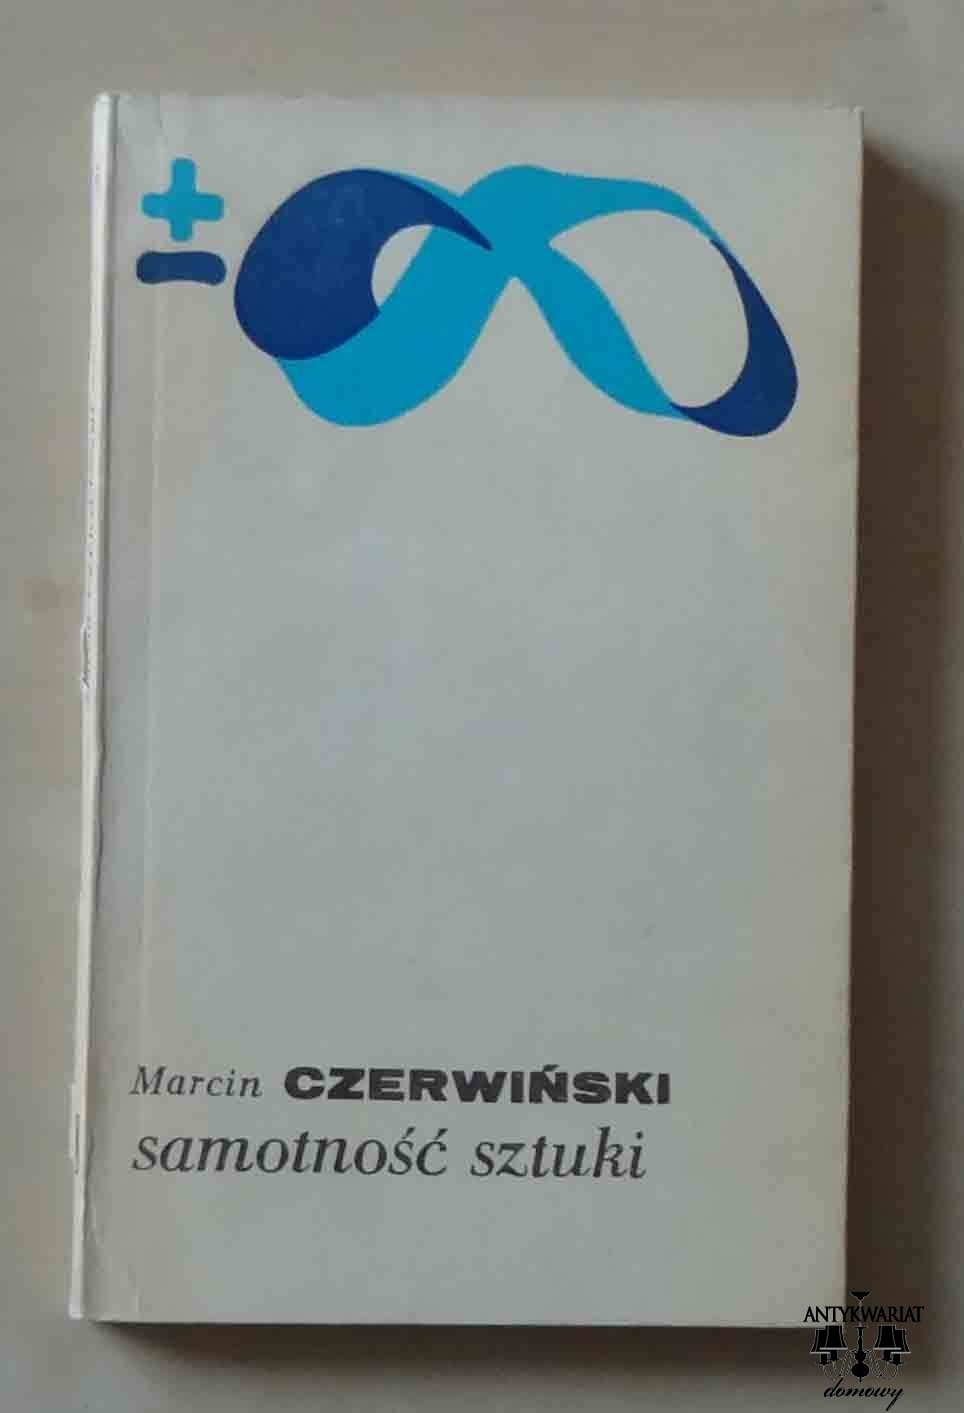 ±
Marcin CZERWIŃSKI
samotność sztuki
ANTYKWARIAT
domowy